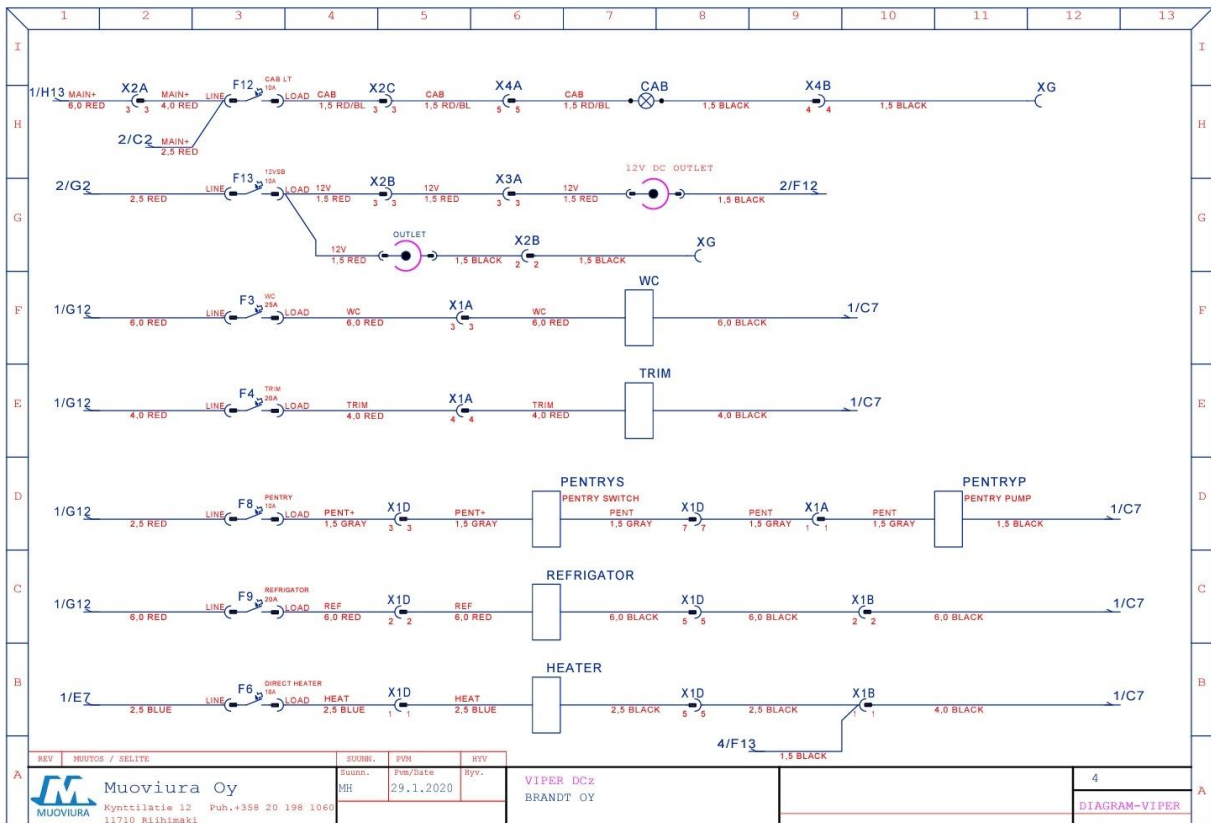 1 2 3 4 5 6 7 8 9 10 11 12 13
I I
H H
G G
F F
E E
D D
C C
B B
A A
1/H13 MAIN+ 6,0 RED X2A 3 3 MAIN+ 4,0 RED LINE F12 CAB LT 10A LOAD CAB 1,5 RD/BL X2C 3 3 CAB 1,5 RD/BL X4A 5 5 CAB 1,5 RD/BL CAB 1,5 BLACK X4B 4 4 1,5 BLACK XG
2/C2 MAIN+ 2,5 RED
2/G2 2,5 RED LINE F13 12VSB 10A LOAD 12V 1,5 RED X2B 3 3 12V 1,5 RED X3A 3 3 12V 1,5 RED 12V DC OUTLET 1,5 BLACK 2/F12
12V 1,5 RED OUTLET 1,5 BLACK X2B 2 2 1,5 BLACK XG
1/G12 6,0 RED LINE F3 WC 25A LOAD WC 6,0 RED X1A 3 3 WC 6,0 RED WC 6,0 BLACK 1/C7
1/G12 4,0 RED LINE F4 TRIM 20A LOAD TRIM 4,0 RED X1A 4 4 TRIM 4,0 RED TRIM 4,0 BLACK 1/C7
1/G12 2,5 RED LINE F8 PENTRY 10A LOAD PENT+ 1,5 GRAY X1D 3 3 PENT+ 1,5 GRAY PENTRYS PENTRY SWITCH PENT 1,5 GRAY X1D 7 7 PENT 1,5 GRAY X1A 1 1 PENT 1,5 GRAY PENTRYP PENTRY PUMP 1,5 BLACK 1/C7
1/G12 6,0 RED LINE F9 REFRIGATOR 20A LOAD REF 6,0 RED X1D 2 2 REF 6,0 RED REFRIGATOR 6,0 BLACK X1D 5 5 6,0 BLACK X1B 2 2 6,0 BLACK 1/C7
1/E7 2,5 BLUE LINE F6 DIRECT HEATER LOAD HEAT 2,5 BLUE X1D 1 1 HEAT 2,5 BLUE HEATER 2,5 BLACK X1D 5 5 2,5 BLACK X1B 1 1 4,0 BLACK 1/C7
4/F13 1,5 BLACK
REV MUUTOS / SELITE SUUNN. PVM HYV
MUOVIURA
Muoviura Oy
Kynttilätie 12 Puh.+358 20 198 1060
11710 Riihimäki
Suunn. Pvm/Date Hyv.
MH 29.1.2020
VIPER DCz
BRANDT OY
4
DIAGRAM-VIPER